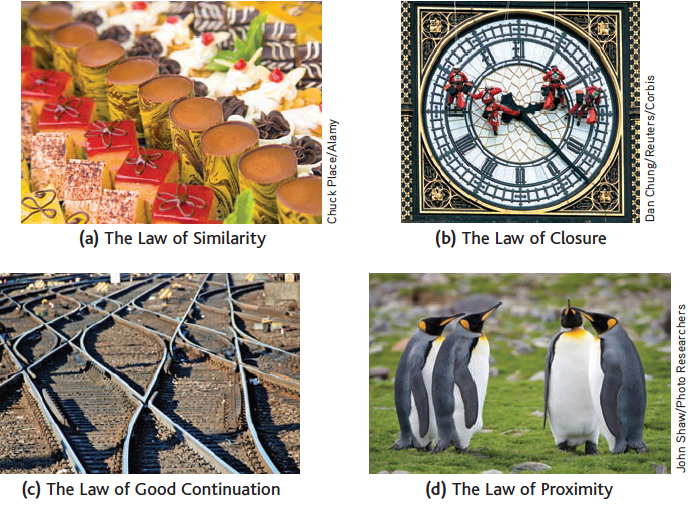 Chuck Place/Alamy
Dan Chung/Reuters/Corbis
(a) The Law of Similarity
(b) The Law of Closure
John Shaw/Photo Researchers
(c) The Law of Good Continuation
(d) The Law of Proximity